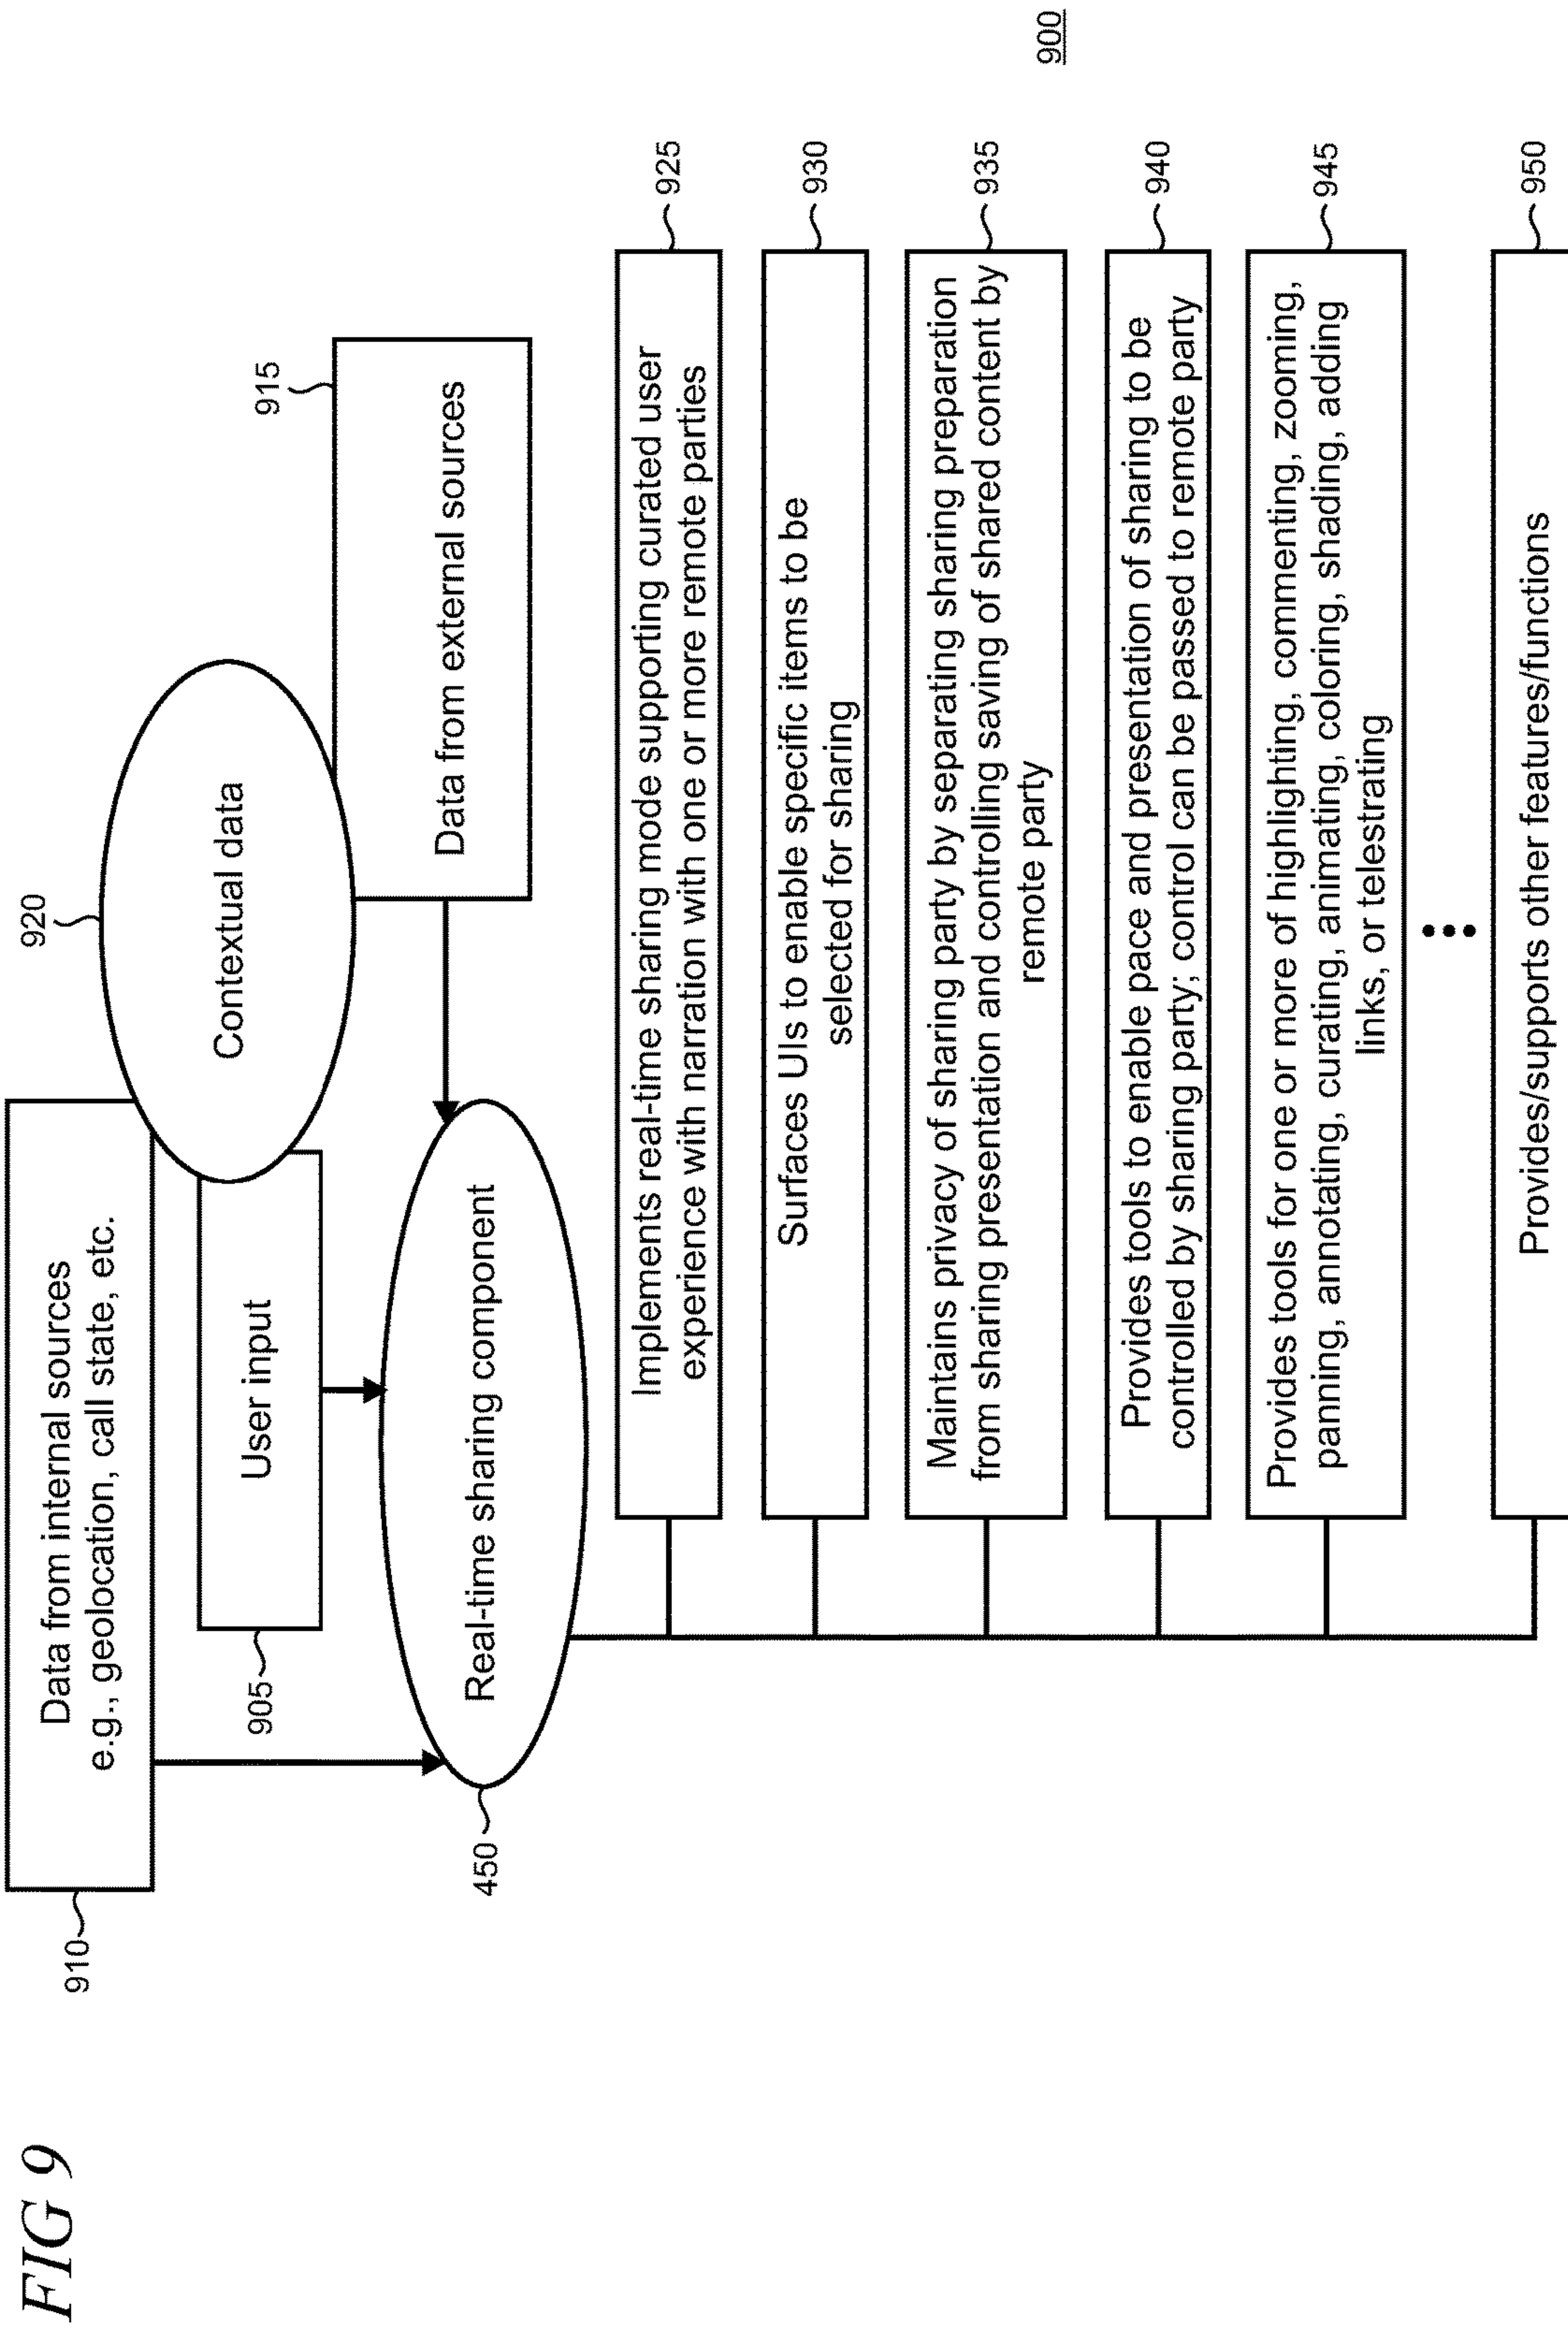 FIG 9
910
Data from internal sources
e.g., geolocation, call state, etc.
920
Contextual data
905
User input
915
Data from external sources
450
Real-time sharing component
Implements real-time sharing mode supporting curated user
experience with narration with one or more remote parties
925
Surfaces UIs to enable specific items to be
selected for sharing
930
Maintains privacy of sharing party by separating sharing preparation
from sharing presentation and controlling saving of shared content by
remote party
935
Provides tools to enable pace and presentation of sharing to be
controlled by sharing party; control can be passed to remote party
940
Provides tools for one or more of highlighting, commenting, zooming,
panning, annotating, curating, animating, coloring, shading, adding
links, or telestrating
945
Provides/supports other features/functions
950
900